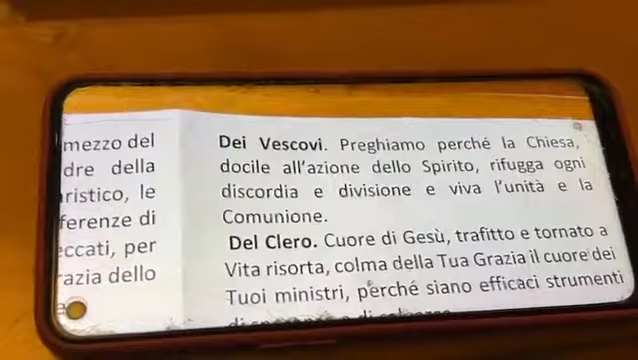 mezzo del
dre della
ristico, le
ferenze di
eccati, per
razia dello
Dei Vescovi. Preghiamo perché la Chiesa,
docile all'azione dello Spirito, rifugga ogni
discordia e divisione e viva l'unità e la
Comunione.
Del Clero. Cuore di Gesù, trafitto e tornato a
Vita risorta, colma della Tua Grazia il cuore dei
Tuoi ministri, perché siano efficaci strumenti